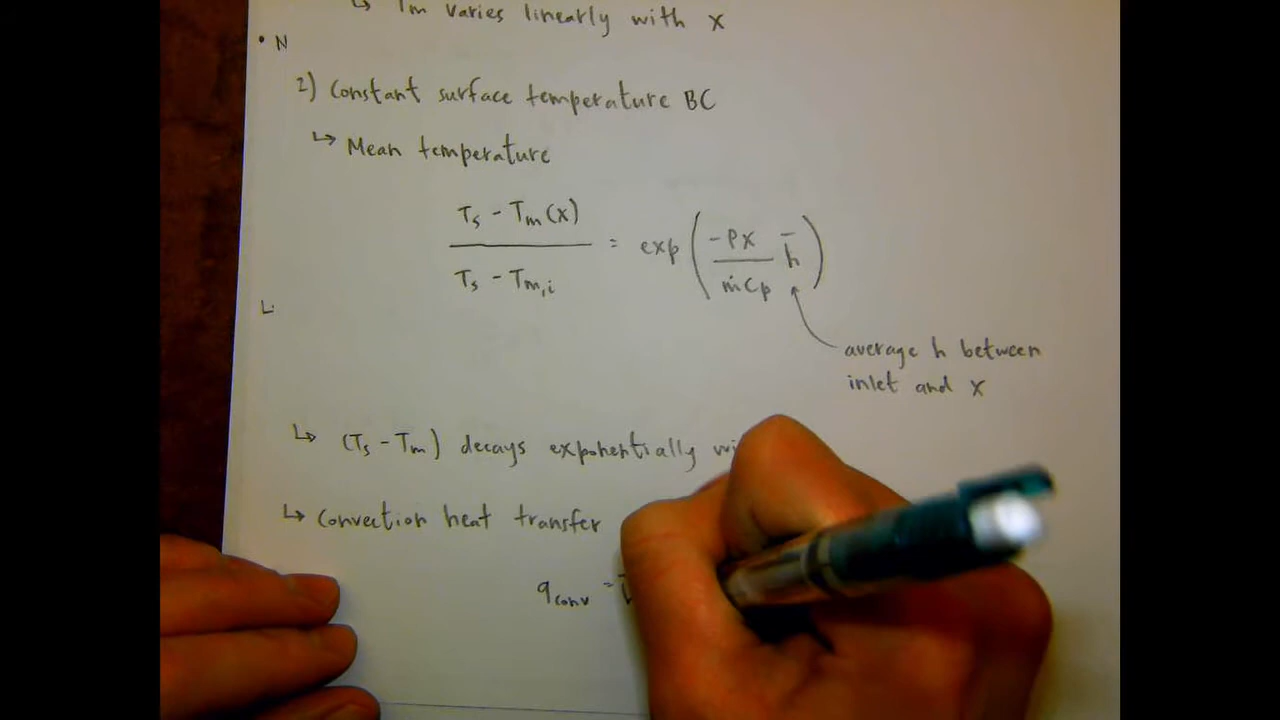 ↳ Tm varies linearly with x
• N
2) Constant surface temperature BC
↳ Mean temperature
(Ts - Tm(x)) / (Ts - Tm,i) = exp(-Px / ṁCp h̄)
L
average h between
inlet and x
↳ (Ts - Tm) decays exponentially
↳ Convection heat transfer
qconv =